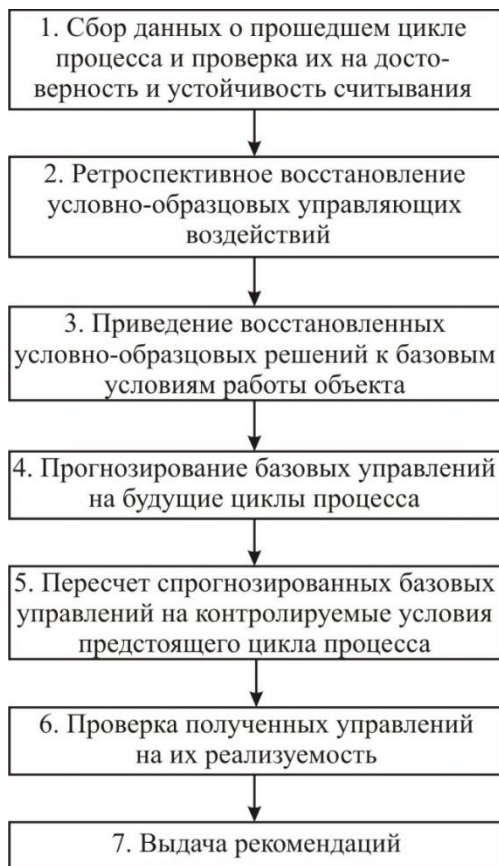 1. Сбор данных о прошедшем цикле
процесса и проверка их на досто-
верность и устойчивость считывания
2. Ретроспективное восстановление
условно-образцовых управляющих
воздействий
3. Приведение восстановленных
условно-образцовых решений к базовым
условиям работы объекта
4. Прогнозирование базовых управлений
на будущие циклы процесса
5. Пересчет спрогнозированных базовых
управлений на контролируемые условия
предстоящего цикла процесса
6. Проверка полученных управлений
на их реализуемость
7. Выдача рекомендаций